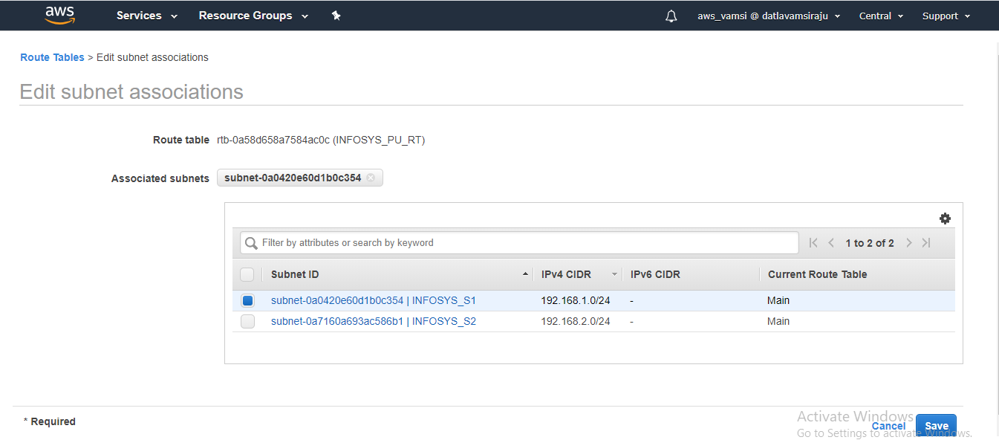 aws Services Resource Groups aws_vamsi @ datlavamsiraju Central Support
Route Tables > Edit subnet associations
Edit subnet associations
Route table rtb-0a58d658a7584ac0c (INFOSYS_PU_RT)
Associated subnets subnet-0a0420e60d1b0c354
Filter by attributes or search by keyword 1 to 2 of 2
Subnet ID IPv4 CIDR IPv6 CIDR Current Route Table
subnet-0a0420e60d1b0c354 | INFOSYS_S1 192.168.1.0/24 - Main
subnet-0a7160a693ac586b1 | INFOSYS_S2 192.168.2.0/24 - Main
* Required
Cancel Save
Activate Windows
Go to Settings to activate Windows.